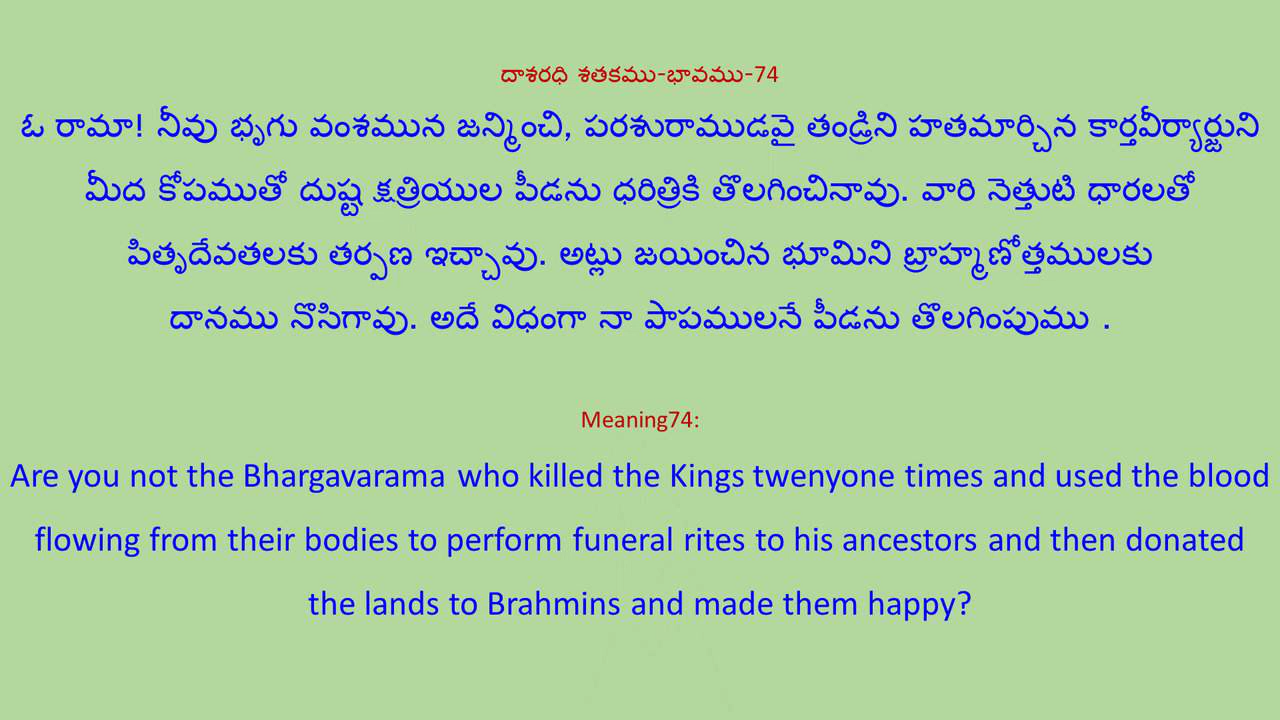 దాశరధి శతకము-భావము-74
ఓ రామా! నీవు భృగు వంశమున జన్మించి, పరశురాముడవై తండ్రిని హతమార్చిన కార్తవీర్యార్జుని
మీద కోపముతో దుష్ట క్షత్రియుల పీడను ధరిత్రికి తొలగించినావు. వారి నెత్తుటి ధారలతో
పితృదేవతలకు తర్పణ ఇచ్చావు. అట్లు జయించిన భూమిని బ్రాహ్మణోత్తములకు
దానము నొసిగావు. అదే విధంగా నా పాపములనే పీడను తొలగింపుము .
Meaning74:
Are you not the Bhargavarama who killed the Kings twenyone times and used the blood
flowing from their bodies to perform funeral rites to his ancestors and then donated
the lands to Brahmins and made them happy?